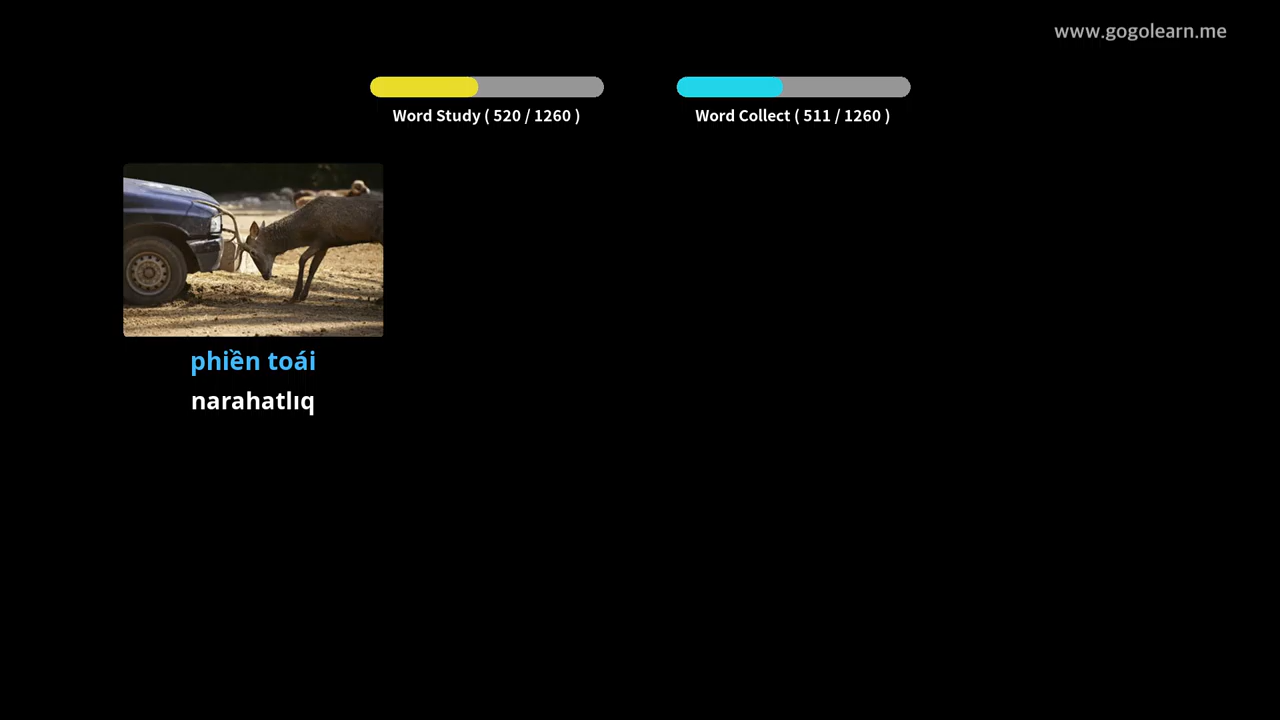 www.gogolearn.me
Word Study ( 520 / 1260 )
Word Collect ( 511 / 1260 )
phiền toái
narahatlıq